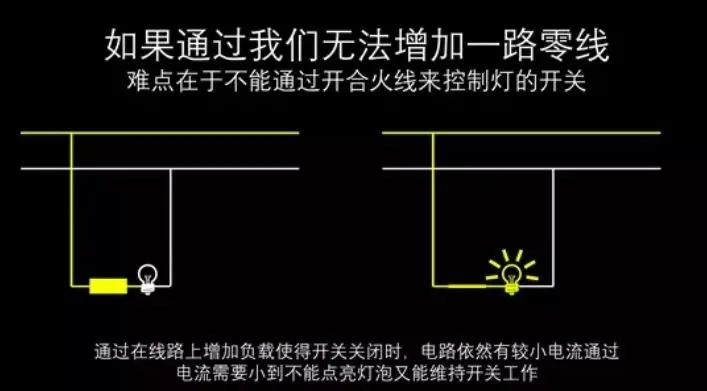 如果通过我们无法增加一路零线
难点在于不能通过开合火线来控制灯的开关
通过在线路上增加负载使得开关关闭时，电路依然有较小电流通过
电流需要小到不能点亮灯泡又能维持开关工作